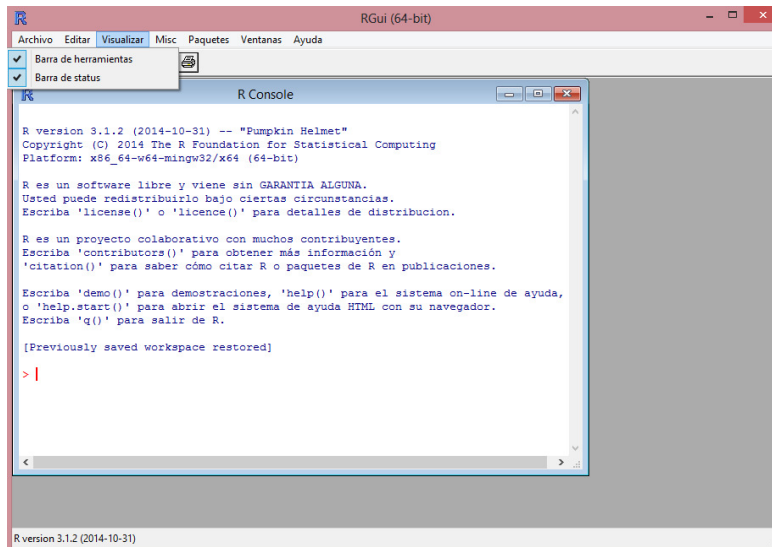 R
RGui (64-bit)
Archivo Editar Visualizar Misc Paquetes Ventanas Ayuda
Barra de herramientas
Barra de status
R
R Console
R version 3.1.2 (2014-10-31) -- "Pumpkin Helmet"
Copyright (C) 2014 The R Foundation for Statistical Computing
Platform: x86_64-w64-mingw32/x64 (64-bit)
R es un software libre y viene sin GARANTIA ALGUNA.
Usted puede redistribuirlo bajo ciertas circunstancias.
Escriba 'license()' o 'licence()' para detalles de distribucion.
R es un proyecto colaborativo con muchos contribuyentes.
Escriba 'contributors()' para obtener más información y
'citation()' para saber cómo citar R o paquetes de R en publicaciones.
Escriba 'demo()' para demostraciones, 'help()' para el sistema on-line de ayuda,
o 'help.start()' para abrir el sistema de ayuda HTML con su navegador.
Escriba 'q()' para salir de R.
[Previously saved workspace restored]
>
R version 3.1.2 (2014-10-31)